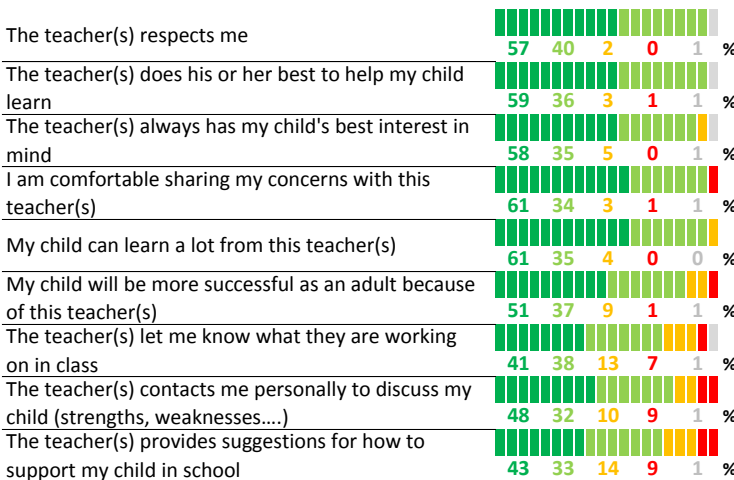 The teacher(s) respects me
57 40 2 0 1 %
The teacher(s) does his or her best to help my child
learn
59 36 3 1 1 %
The teacher(s) always has my child's best interest in
mind
58 35 5 0 1 %
I am comfortable sharing my concerns with this
teacher(s)
61 34 3 1 1 %
My child can learn a lot from this teacher(s)
61 35 4 0 0 %
My child will be more successful as an adult because
of this teacher(s)
51 37 9 1 1 %
The teacher(s) let me know what they are working
on in class
41 38 13 7 1 %
The teacher(s) contacts me personally to discuss my
child (strengths, weaknesses….)
48 32 10 9 1 %
The teacher(s) provides suggestions for how to
support my child in school
43 33 14 9 1 %